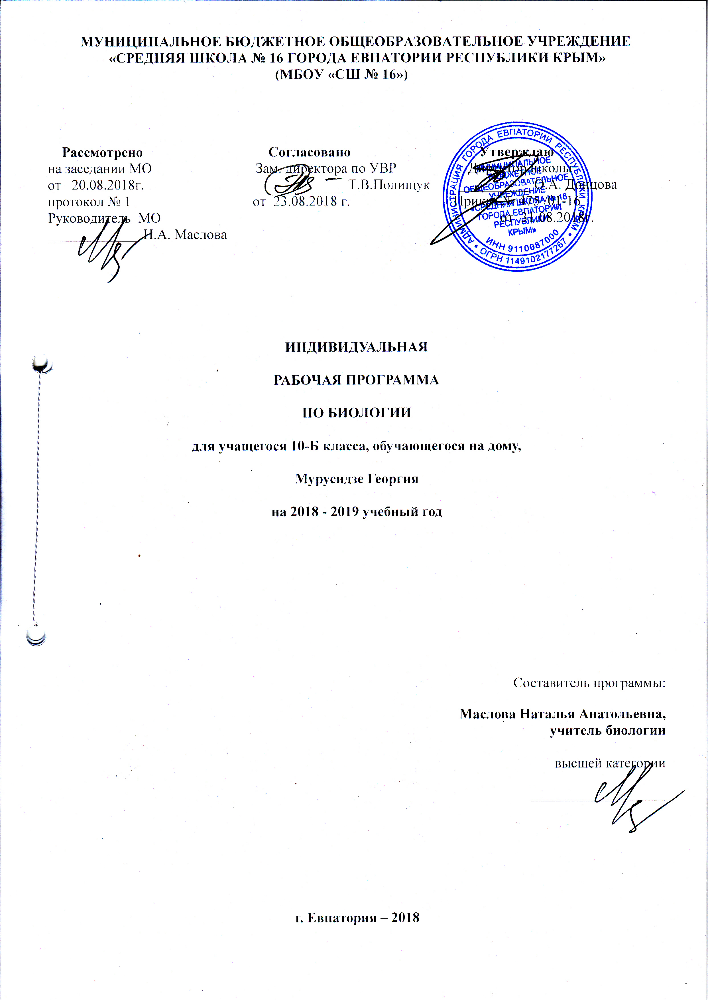 МУНИЦИПАЛЬНОЕ БЮДЖЕТНОЕ ОБЩЕОБРАЗОВАТЕЛЬНОЕ УЧРЕЖДЕНИЕ
«СРЕДНЯЯ ШКОЛА № 16 ГОРОДА ЕВПАТОРИИ РЕСПУБЛИКИ КРЫМ»
(МБОУ «СШ № 16»)
Рассмотрено
на заседании МО
от 20.08.2018г.
протокол № 1
Руководитель МО
Н.А. Маслова
Согласовано
Зам. директора по УВР
Т.В.Полищук
от 23.08.2018 г.
Утверждаю
Директор школы
О.А. Донцова
Приказ № 475 /01-16
от 31.08.2018г.
АДМИНИСТРАЦИЯ ГОРОДА ЕВПАТОРИИ РЕСПУБЛИКИ КРЫМ
• ОГРН 1149102177267 •
ИНН 9110087000
МУНИЦИПАЛЬНОЕ
БЮДЖЕТНОЕ
ОБЩЕОБРАЗОВАТЕЛЬНОЕ
УЧРЕЖДЕНИЕ
«СРЕДНЯЯ ШКОЛА № 16
ГОРОДА ЕВПАТОРИИ
РЕСПУБЛИКИ
КРЫМ»
ИНДИВИДУАЛЬНАЯ
РАБОЧАЯ ПРОГРАММА
ПО БИОЛОГИИ
для учащегося 10-Б класса, обучающегося на дому,
Мурусидзе Георгия
на 2018 - 2019 учебный год
Составитель программы:
Маслова Наталья Анатольевна,
учитель биологии
высшей категории
г. Евпатория – 2018